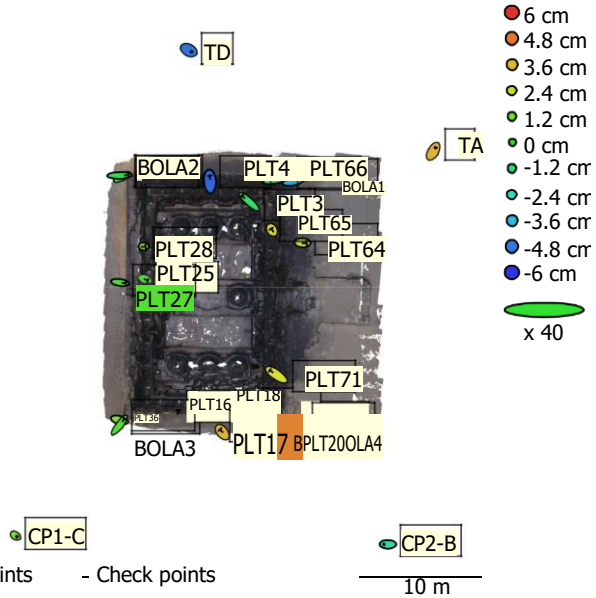 6 cm
4.8 cm
3.6 cm
2.4 cm
1.2 cm
0 cm
-1.2 cm
-2.4 cm
-3.6 cm
-4.8 cm
-6 cm
x 40
TD
TA
BOLA2
PLT4
PLT66
BOLA1
PLT3
PLT65
PLT28
PLT64
PLT25
PLT27
PLT71
PLT18
PLT16
PLT36
BOLA3
PLT17
BPLT20OLA4
CP1-C
CP2-B
ints - Check points
10 m